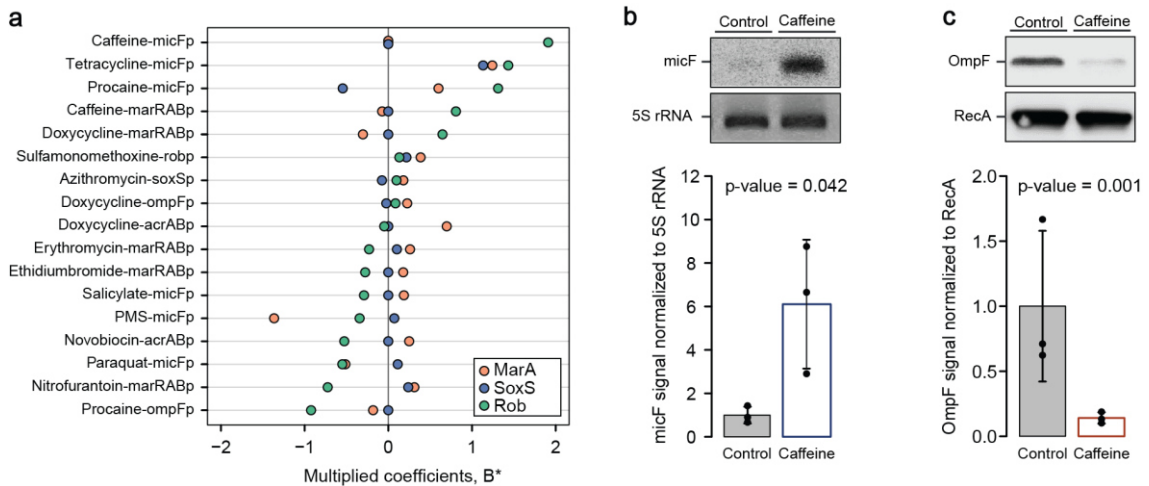 a
Caffeine-micFp
Tetracycline-micFp
Procaine-micFp
Caffeine-marRABp
Doxycycline-marRABp
Sulfamonomethoxine-robp
Azithromycin-soxSp
Doxycycline-ompFp
Doxycycline-acrABp
Erythromycin-marRABp
Ethidiumbromide-marRABp
Salicylate-micFp
PMS-micFp
Novobiocin-acrABp
Paraquat-micFp
Nitrofurantoin-marRABp
Procaine-ompFp
MarA
SoxS
Rob
−2 −1 0 1 2
Multiplied coefficients, B*
b
Control Caffeine
micF
5S rRNA
p-value = 0.042
micF signal normalized to 5S rRNA
12
10
8
6
4
2
0
Control Caffeine
c
Control Caffeine
OmpF
RecA
p-value = 0.001
OmpF signal normalized to RecA
2.0
1.5
1.0
0.5
0.0
Control Caffeine